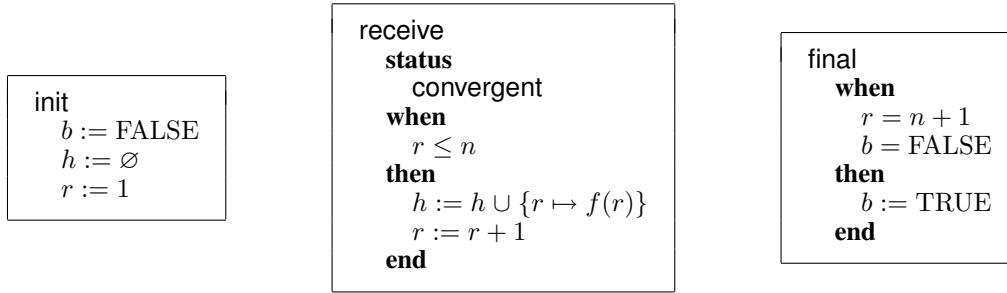 init
b := FALSE
h := ∅
r := 1
receive
status
convergent
when
r ≤ n
then
h := h ∪ {r ↦ f(r)}
r := r + 1
end
final
when
r = n + 1
b = FALSE
then
b := TRUE
end